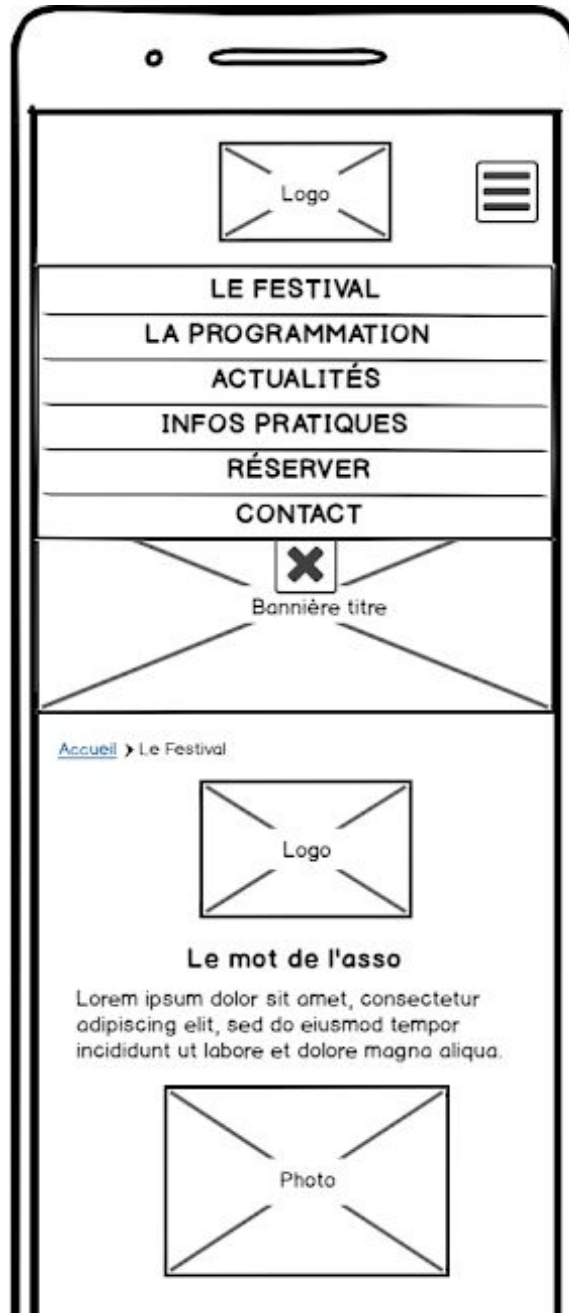 Logo
LE FESTIVAL
LA PROGRAMMATION
ACTUALITÉS
INFOS PRATIQUES
RÉSERVER
CONTACT
Bannière titre
Accueil > Le Festival
Logo
Le mot de l'asso
Lorem ipsum dolor sit amet, consectetur
adipiscing elit, sed do eiusmod tempor
incididunt ut labore et dolore magna aliqua.
Photo